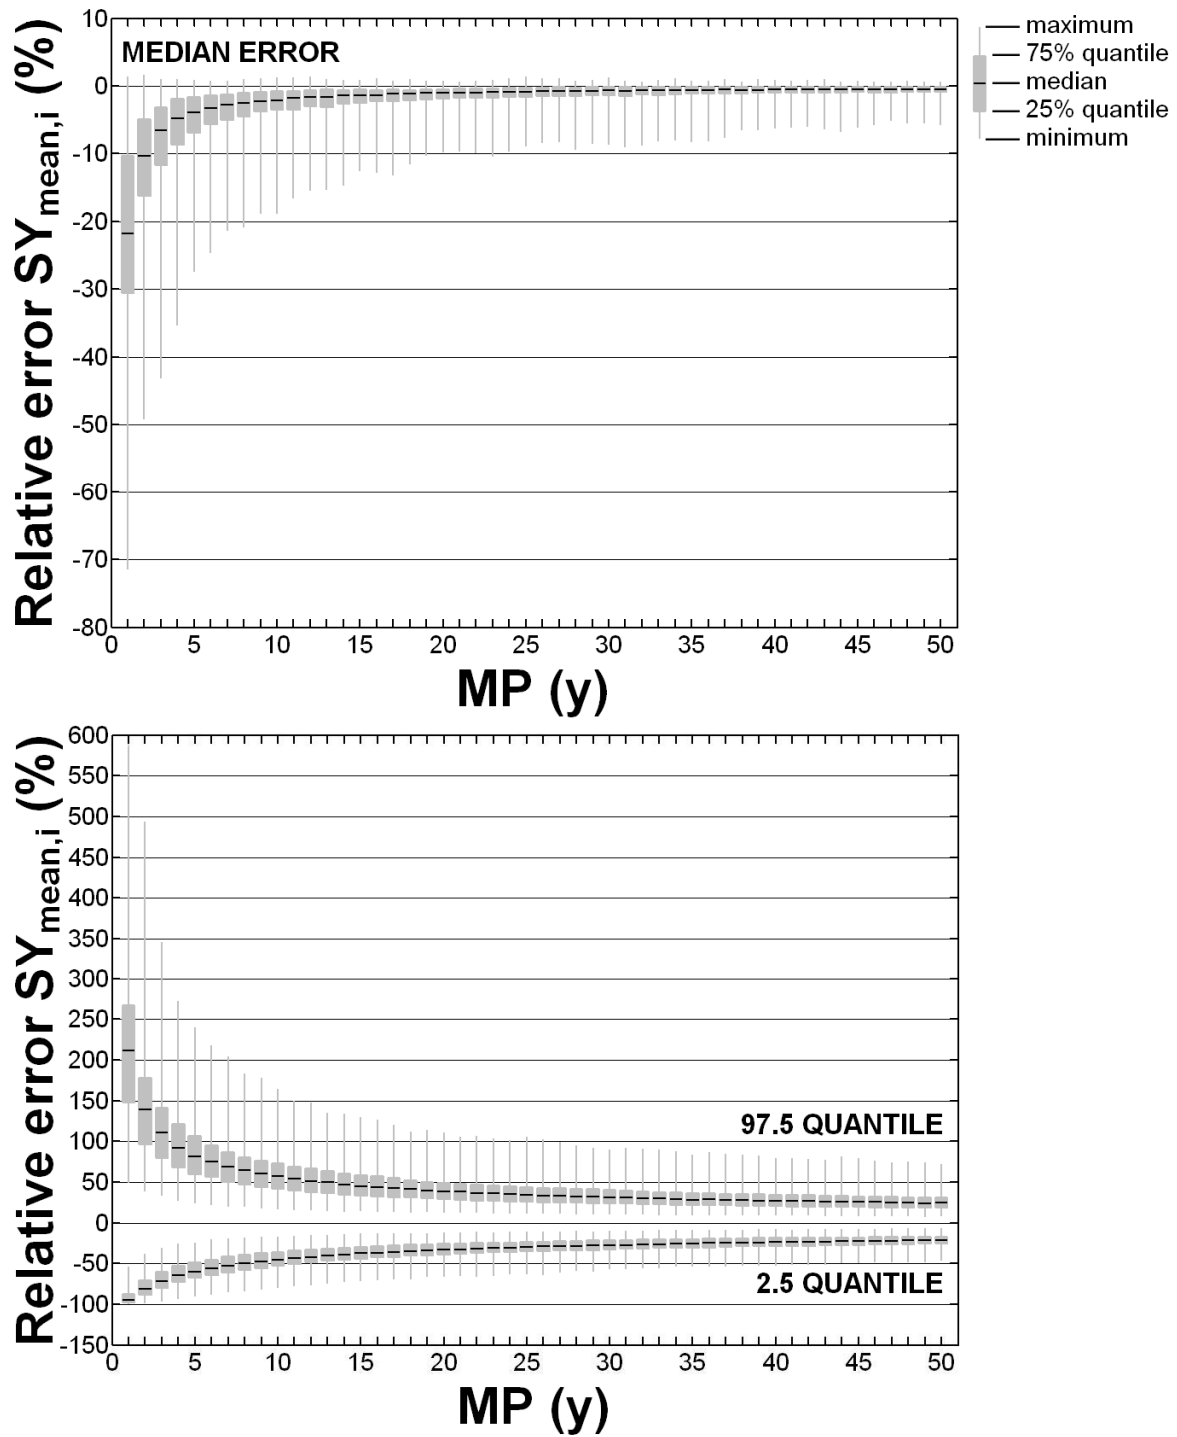 MEDIAN ERROR
Relative error SYmean,i (%)
10
0
-10
-20
-30
-40
-50
-60
-70
-80
0 5 10 15 20 25 30 35 40 45 50
MP (y)
maximum
75% quantile
median
25% quantile
minimum
Relative error SYmean,i (%)
600
550
500
450
400
350
300
250
200
150
100
50
0
-50
-100
-150
97.5 QUANTILE
2.5 QUANTILE
0 5 10 15 20 25 30 35 40 45 50
MP (y)